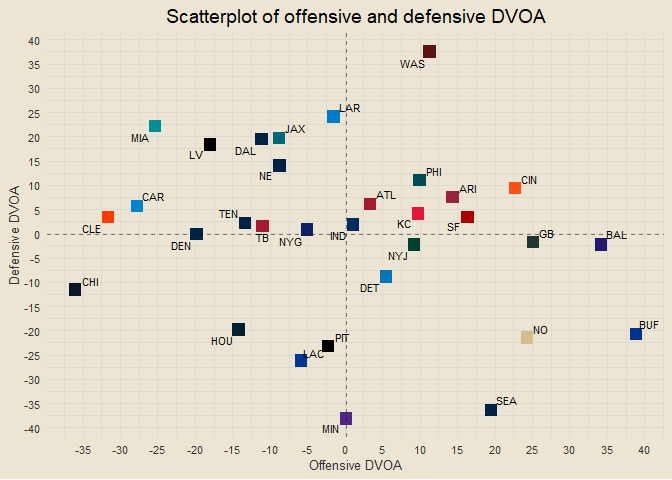 Scatterplot of offensive and defensive DVOA
40
WAS
35
30
25
LAR
MIA
20
JAX
LV
DAL
15
NE
PHI
CIN
10
ARI
CAR
ATL
5
TEN
KC
CLE
SF
0
DEN
TB
NYG
IND
GB
BAL
NYJ
-5
DET
-10
CHI
-15
HOU
PIT
NO
BUF
-20
-25
LAC
-30
-35
SEA
-40
MIN
Defensive DVOA
-35 -30 -25 -20 -15 -10 -5 0 5 10 15 20 25 30 35 40
Offensive DVOA